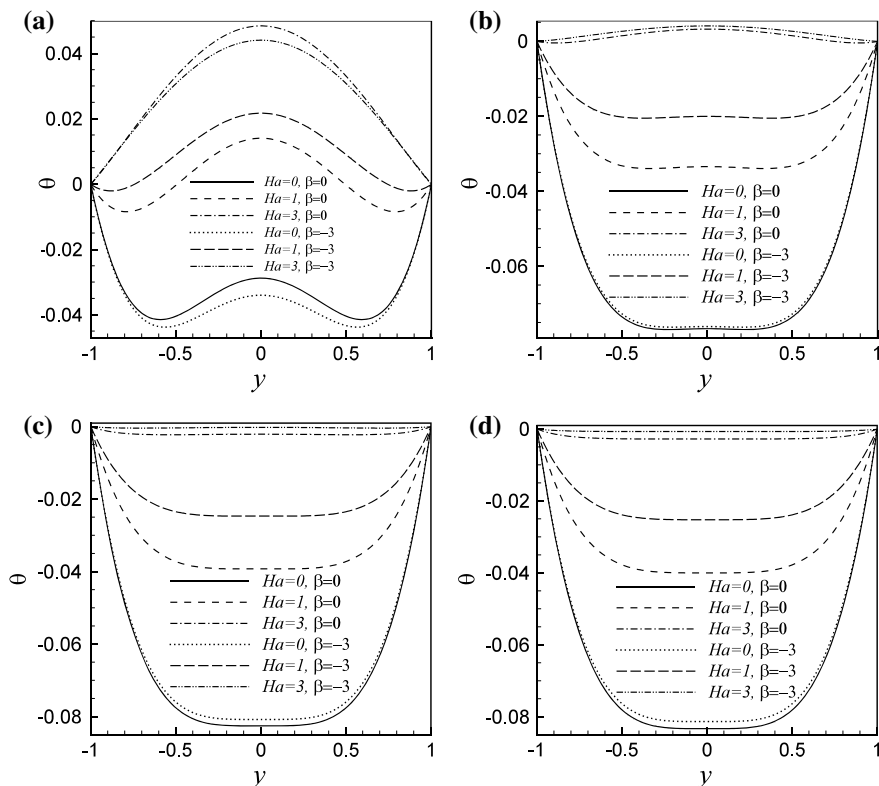 (a)
0.04
0.02
0
-0.02
-0.04
θ
Ha=0, β=0
Ha=1, β=0
Ha=3, β=0
Ha=0, β=−3
Ha=1, β=−3
Ha=3, β=−3
-1
-0.5
0
0.5
1
y
(b)
0
-0.02
-0.04
-0.06
θ
Ha=0, β=0
Ha=1, β=0
Ha=3, β=0
Ha=0, β=−3
Ha=1, β=−3
Ha=3, β=−3
-1
-0.5
0
0.5
1
y
(c)
0
-0.02
-0.04
-0.06
-0.08
θ
Ha=0, β=0
Ha=1, β=0
Ha=3, β=0
Ha=0, β=−3
Ha=1, β=−3
Ha=3, β=−3
-1
-0.5
0
0.5
1
y
(d)
0
-0.02
-0.04
-0.06
-0.08
θ
Ha=0, β=0
Ha=1, β=0
Ha=3, β=0
Ha=0, β=−3
Ha=1, β=−3
Ha=3, β=−3
-1
-0.5
0
0.5
1
y